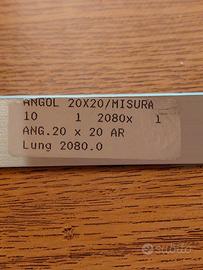 ANGOL 20X20/MISURA
10 1 2080x 1
ANG.20 x 20 AR
Lung 2080.0
subito